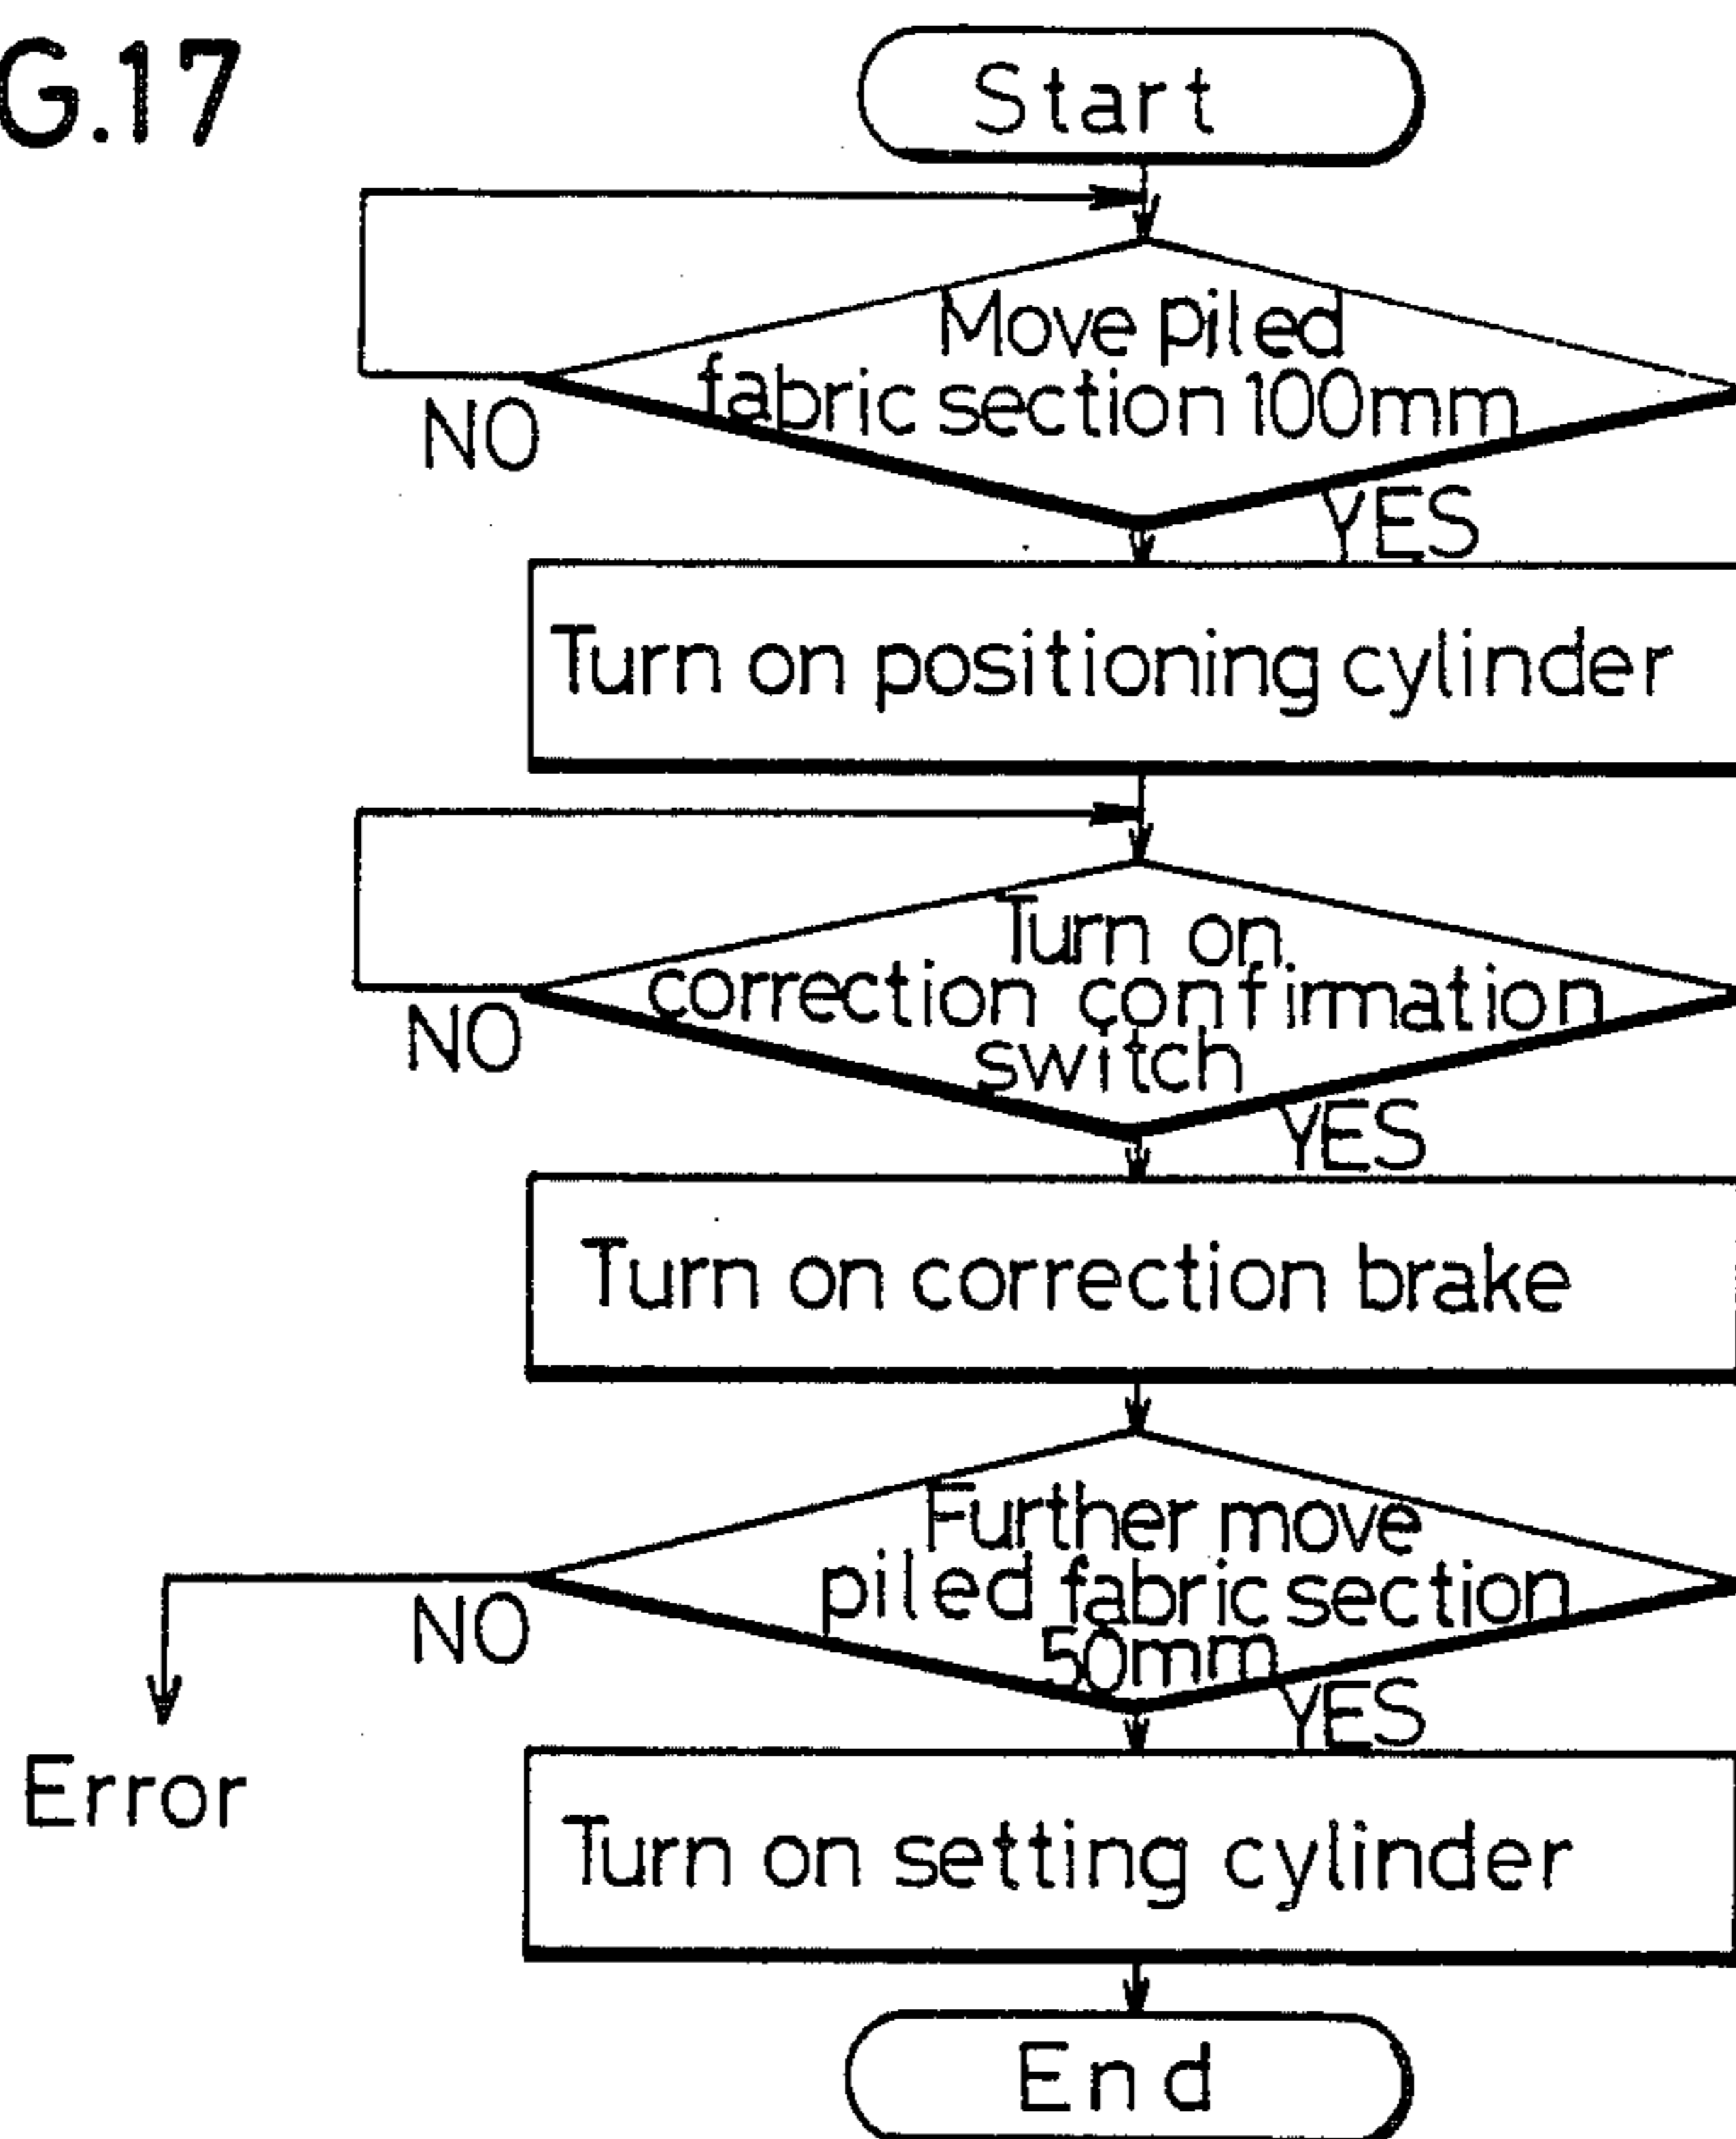 G.17
Start
Move piled
fabric section 100mm
NO
YES
Turn on positioning cylinder
Turn on
correction confirmation
switch
NO
YES
Turn on correction brake
Further move
piled fabric section
50mm
NO
YES
Error
Turn on setting cylinder
End